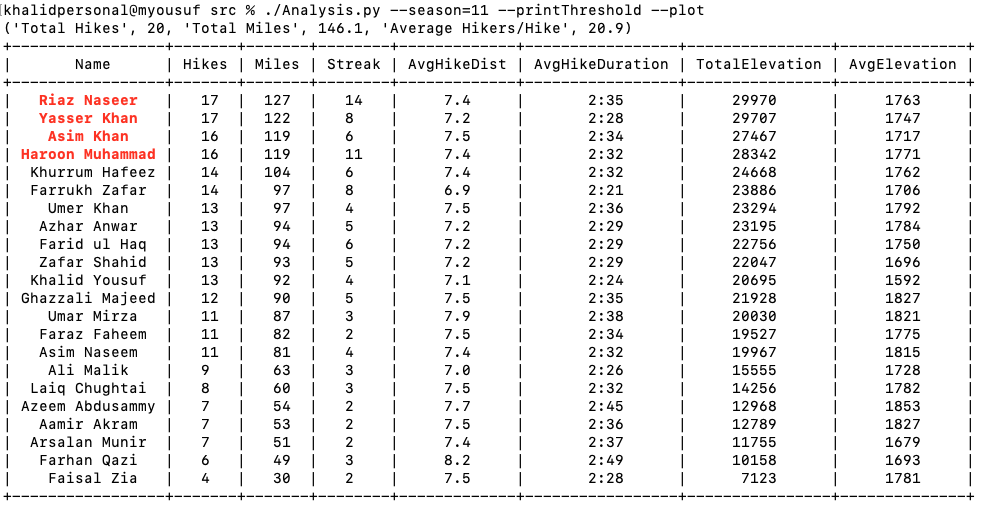 khalidpersonal@myousuf src % ./Analysis.py --season=11 --printThreshold --plot
('Total Hikes', 20, 'Total Miles', 146.1, 'Average Hikers/Hike', 20.9)
+------------------+-------+-------+--------+-------------+-----------------+----------------+--------------+
| Name | Hikes | Miles | Streak | AvgHikeDist | AvgHikeDuration | TotalElevation | AvgElevation |
+------------------+-------+-------+--------+-------------+-----------------+----------------+--------------+
| Riaz Naseer | 17 | 127 | 14 | 7.4 | 2:35 | 29970 | 1763 |
| Yasser Khan | 17 | 122 | 8 | 7.2 | 2:28 | 29707 | 1747 |
| Asim Khan | 16 | 119 | 6 | 7.5 | 2:34 | 27467 | 1717 |
| Haroon Muhammad | 16 | 119 | 11 | 7.4 | 2:32 | 28342 | 1771 |
| Khurrum Hafeez | 14 | 104 | 6 | 7.4 | 2:32 | 24668 | 1762 |
| Farrukh Zafar | 14 | 97 | 8 | 6.9 | 2:21 | 23886 | 1706 |
| Umer Khan | 13 | 97 | 4 | 7.5 | 2:36 | 23294 | 1792 |
| Azhar Anwar | 13 | 94 | 5 | 7.2 | 2:29 | 23195 | 1784 |
| Farid ul Haq | 13 | 94 | 6 | 7.2 | 2:29 | 22756 | 1750 |
| Zafar Shahid | 13 | 93 | 5 | 7.2 | 2:29 | 22047 | 1696 |
| Khalid Yousuf | 13 | 92 | 4 | 7.1 | 2:24 | 20695 | 1592 |
| Ghazzali Majeed | 12 | 90 | 5 | 7.5 | 2:35 | 21928 | 1827 |
| Umar Mirza | 11 | 87 | 3 | 7.9 | 2:38 | 20030 | 1821 |
| Faraz Faheem | 11 | 82 | 2 | 7.5 | 2:34 | 19527 | 1775 |
| Asim Naseem | 11 | 81 | 4 | 7.4 | 2:32 | 19967 | 1815 |
| Ali Malik | 9 | 63 | 3 | 7.0 | 2:26 | 15555 | 1728 |
| Laiq Chughtai | 8 | 60 | 3 | 7.5 | 2:32 | 14256 | 1782 |
| Azeem Abdusammy | 7 | 54 | 2 | 7.7 | 2:45 | 12968 | 1853 |
| Aamir Akram | 7 | 53 | 2 | 7.5 | 2:36 | 12789 | 1827 |
| Arsalan Munir | 7 | 51 | 2 | 7.4 | 2:37 | 11755 | 1679 |
| Farhan Qazi | 6 | 49 | 3 | 8.2 | 2:49 | 10158 | 1693 |
| Faisal Zia | 4 | 30 | 2 | 7.5 | 2:28 | 7123 | 1781 |
+------------------+-------+-------+--------+-------------+-----------------+----------------+--------------+